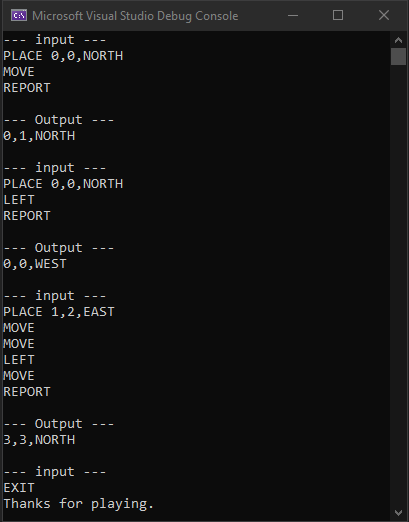 Microsoft Visual Studio Debug Console
--- input ---
PLACE 0,0,NORTH
MOVE
REPORT
--- Output ---
0,1,NORTH
--- input ---
PLACE 0,0,NORTH
LEFT
REPORT
--- Output ---
0,0,WEST
--- input ---
PLACE 1,2,EAST
MOVE
MOVE
LEFT
MOVE
REPORT
--- Output ---
3,3,NORTH
--- input ---
EXIT
Thanks for playing.